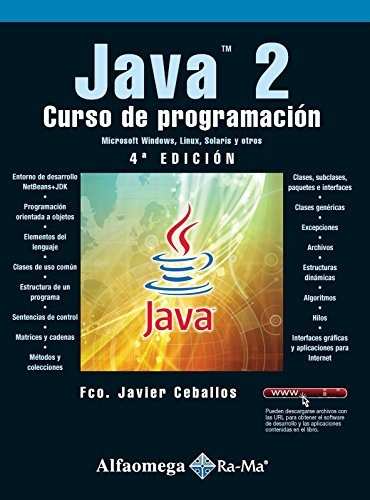 Java™ 2
Curso de programación
Microsoft Windows, Linux, Solaris y otros
4ª EDICIÓN
Entorno de desarrollo
NetBeans+JDK
Programación
orientada a objetos
Elementos del
lenguaje
Clases de uso común
Estructura de un
programa
Sentencias de control
Matrices y cadenas
Métodos y
colecciones
Java™
Clases, subclases,
paquetes e interfaces
Clases genéricas
Excepciones
Archivos
Estructuras
dinámicas
Algoritmos
Hilos
Interfaces gráficas
y aplicaciones para
Internet
Fco. Javier Ceballos
www
Pueden descargarse archivos con
las URL para obtener el software
de desarrollo y las aplicaciones
contenidas en el libro.
Alfaomega Ra-Ma®